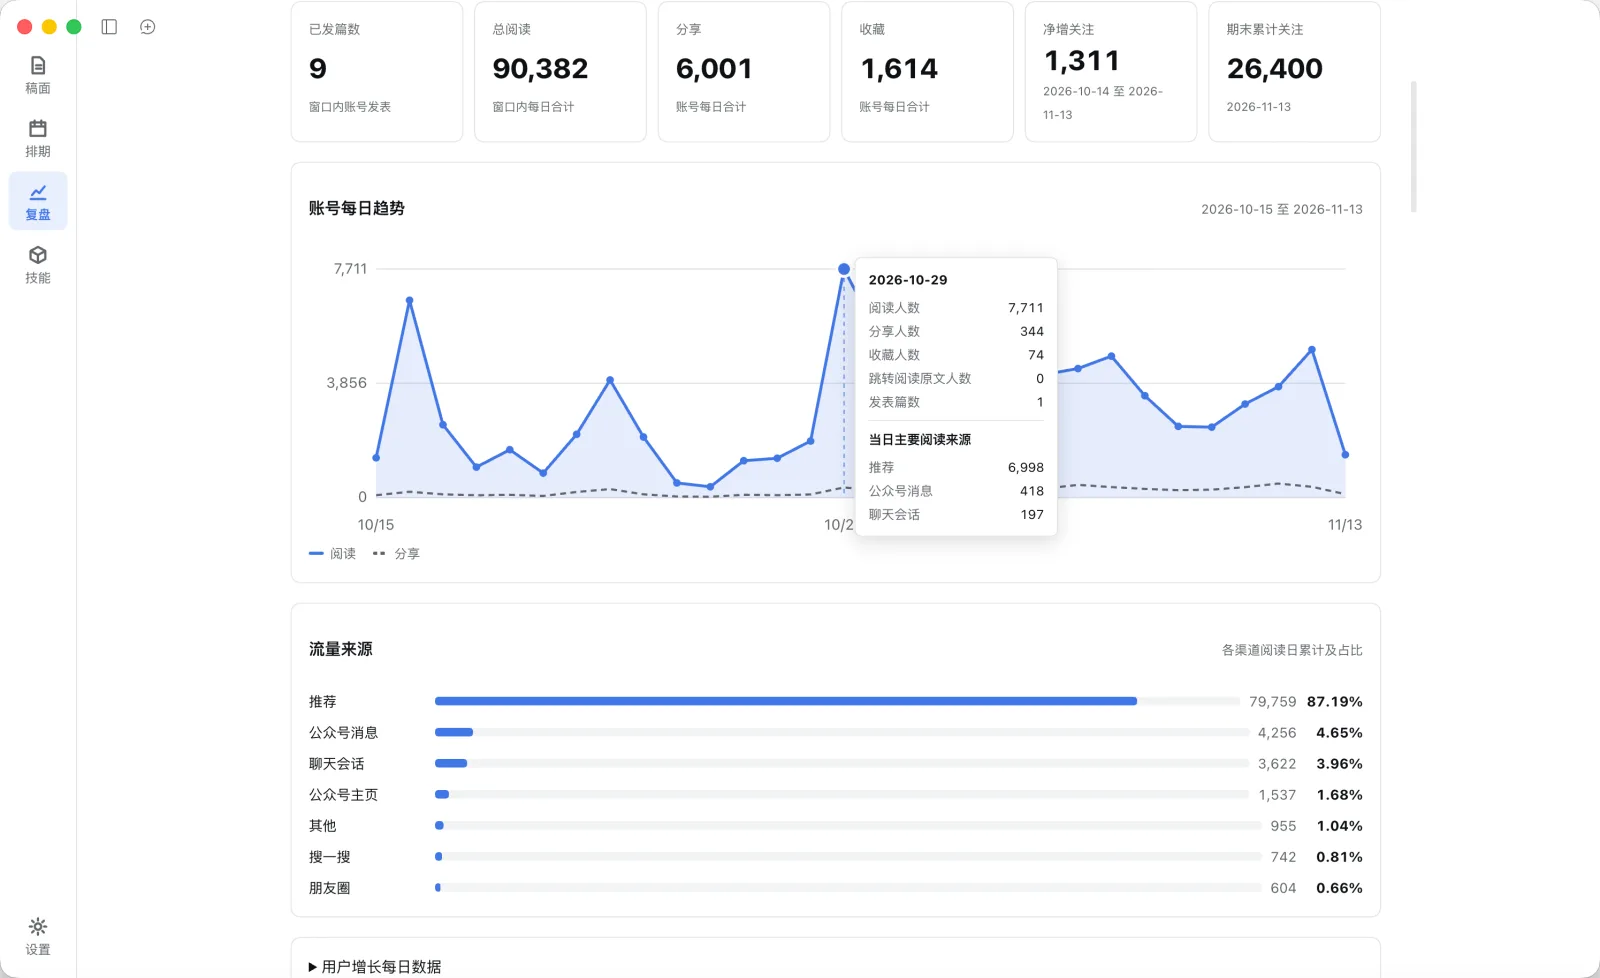 稿面
排期
复盘
技能
设置
已发篇数
9
窗口内账号发表
总阅读
90,382
窗口内每日合计
分享
6,001
账号每日合计
收藏
1,614
账号每日合计
净增关注
1,311
2026-10-14 至 2026-
11-13
期末累计关注
26,400
2026-11-13
账号每日趋势
2026-10-15 至 2026-11-13
7,711
3,856
0
10/15
10/2
11/13
阅读
分享
2026-10-29
阅读人数 7,711
分享人数 344
收藏人数 74
跳转阅读原文人数 0
发表篇数 1
当日主要阅读来源
推荐 6,998
公众号消息 418
聊天会话 197
流量来源
各渠道阅读日累计及占比
推荐 79,759 87.19%
公众号消息 4,256 4.65%
聊天会话 3,622 3.96%
公众号主页 1,537 1.68%
其他 955 1.04%
搜一搜 742 0.81%
朋友圈 604 0.66%
用户增长每日数据